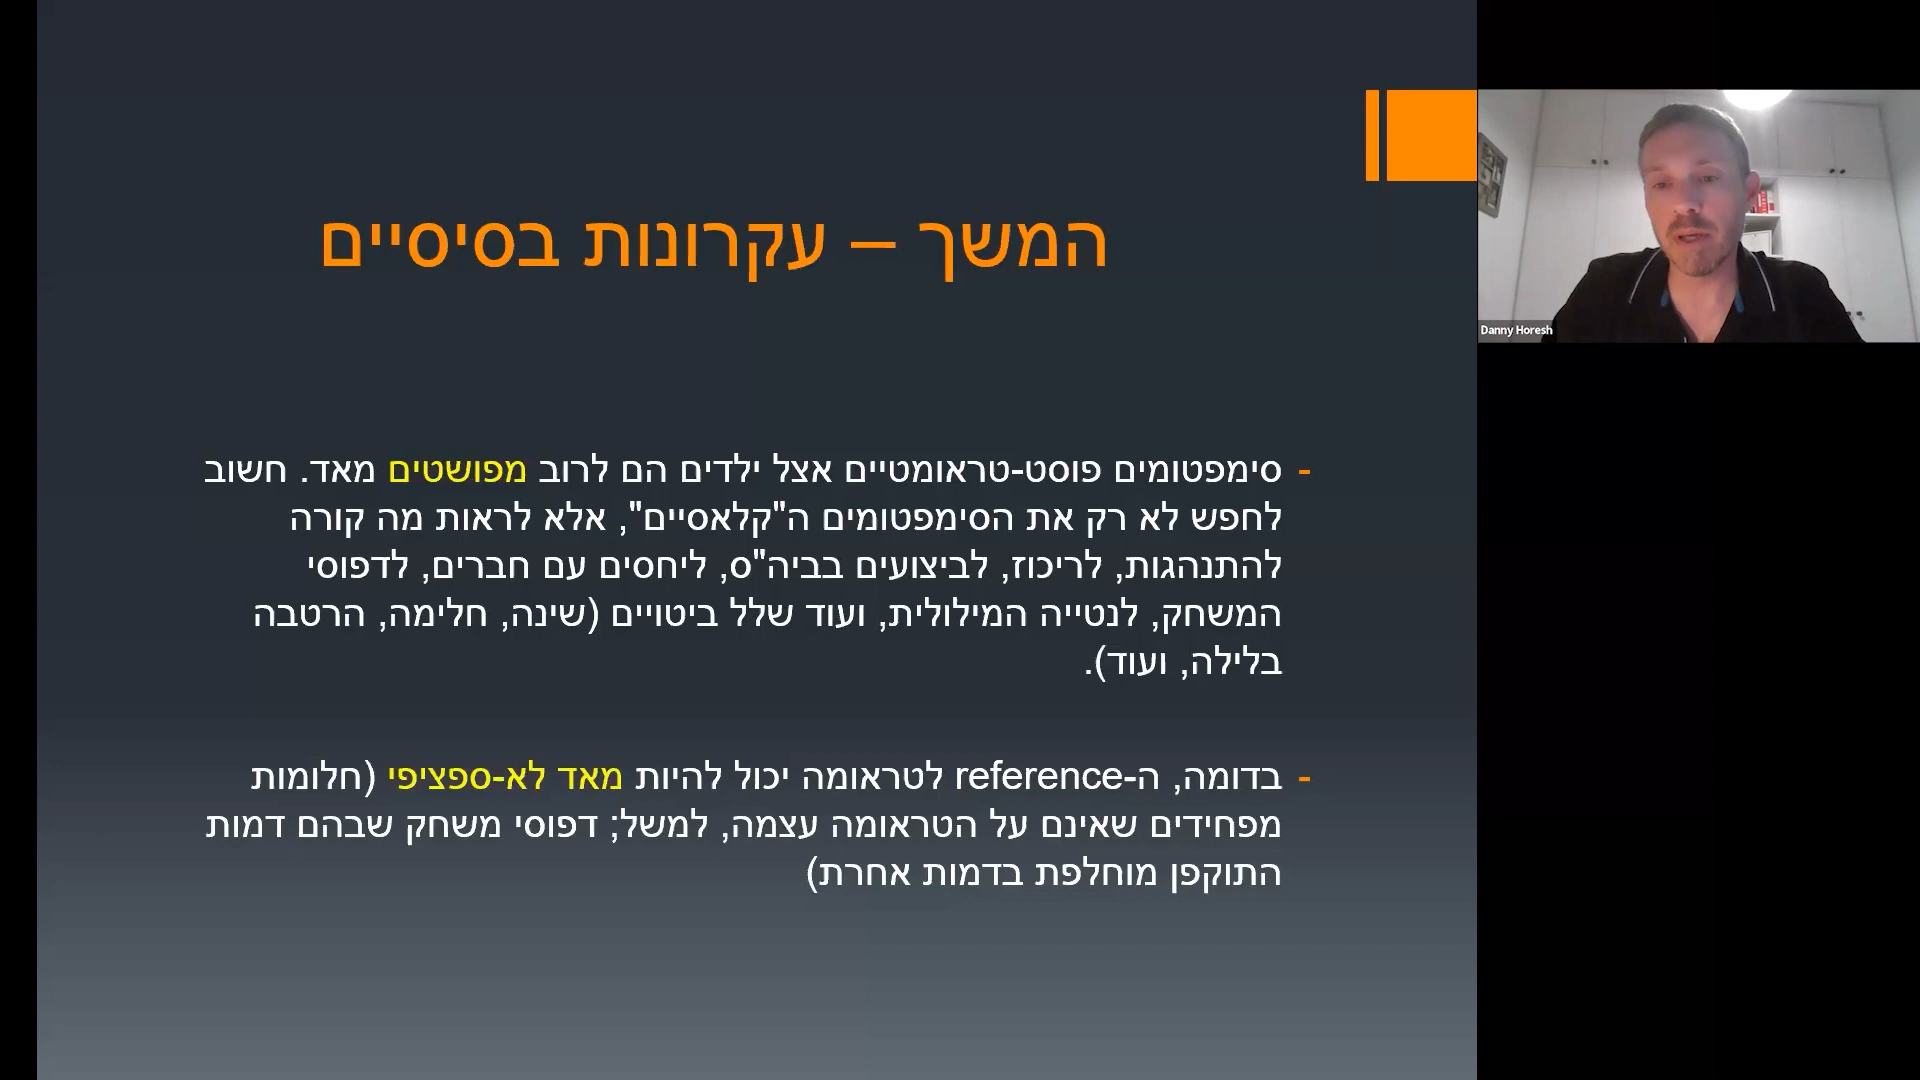 המשך – עקרונות בסיסיים
- סימפטומים פוסט-טראומטיים אצל ילדים הם לרוב מפושטים מאד. חשוב
לחפש לא רק את הסימפטומים ה"קלאסיים", אלא לראות מה קורה
להתנהגות, לריכוז, לביצועים בביה"ס, ליחסים עם חברים, לדפוסי
המשחק, לנטייה המילולית, ועוד שלל ביטויים (שינה, חלימה, הרטבה
בלילה, ועוד).
- בדומה, ה-reference לטראומה יכול להיות מאד לא-ספציפי (חלומות
מפחידים שאינם על הטראומה עצמה, למשל; דפוסי משחק שבהם דמות
התוקפן מוחלפת בדמות אחרת)
Danny Horesh